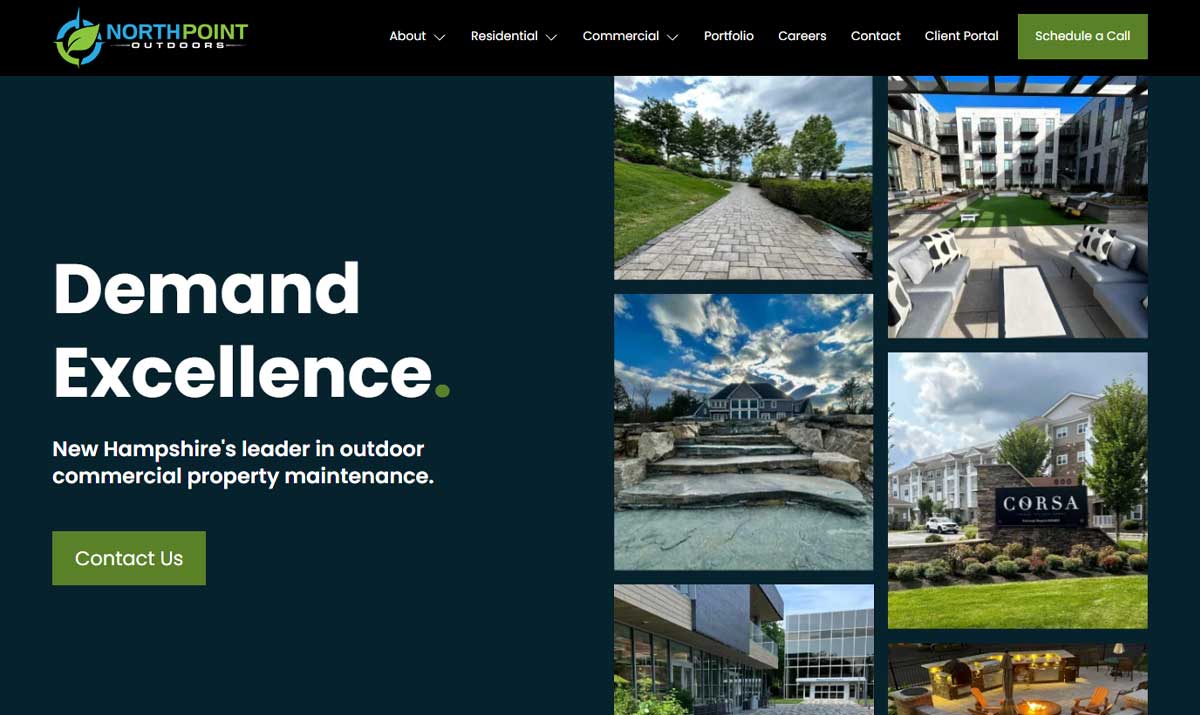 NORTHPOINT
OUTDOORS
About
Residential
Commercial
Portfolio
Careers
Contact
Client Portal
Schedule a Call
Demand
Excellence.
New Hampshire's leader in outdoor
commercial property maintenance.
Contact Us
800
CORSA